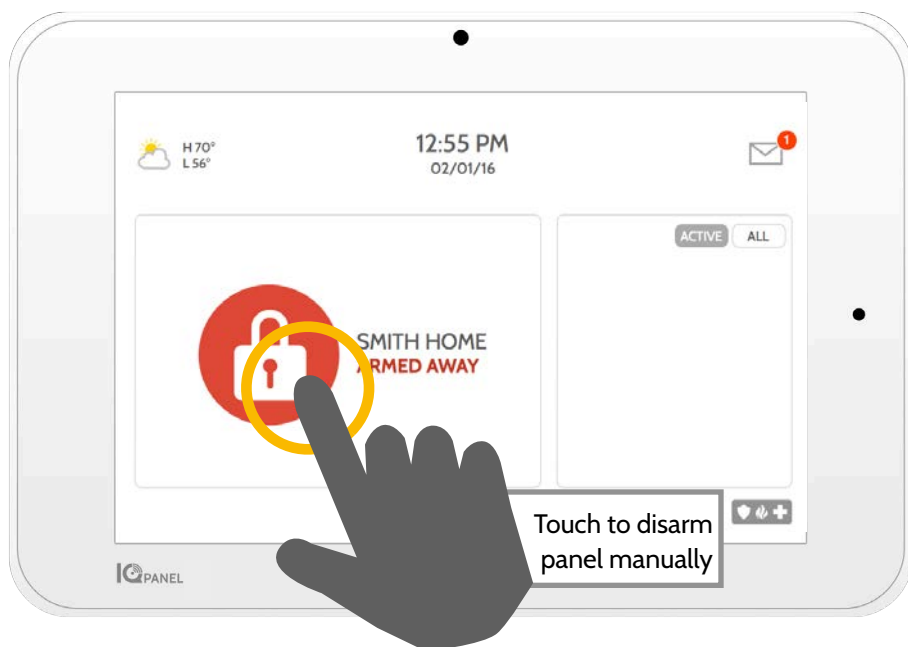 H 70°
L 56°
12:55 PM
02/01/16
1
ACTIVE
ALL
SMITH HOME
ARMED AWAY
Touch to disarm
panel manually
IQ PANEL